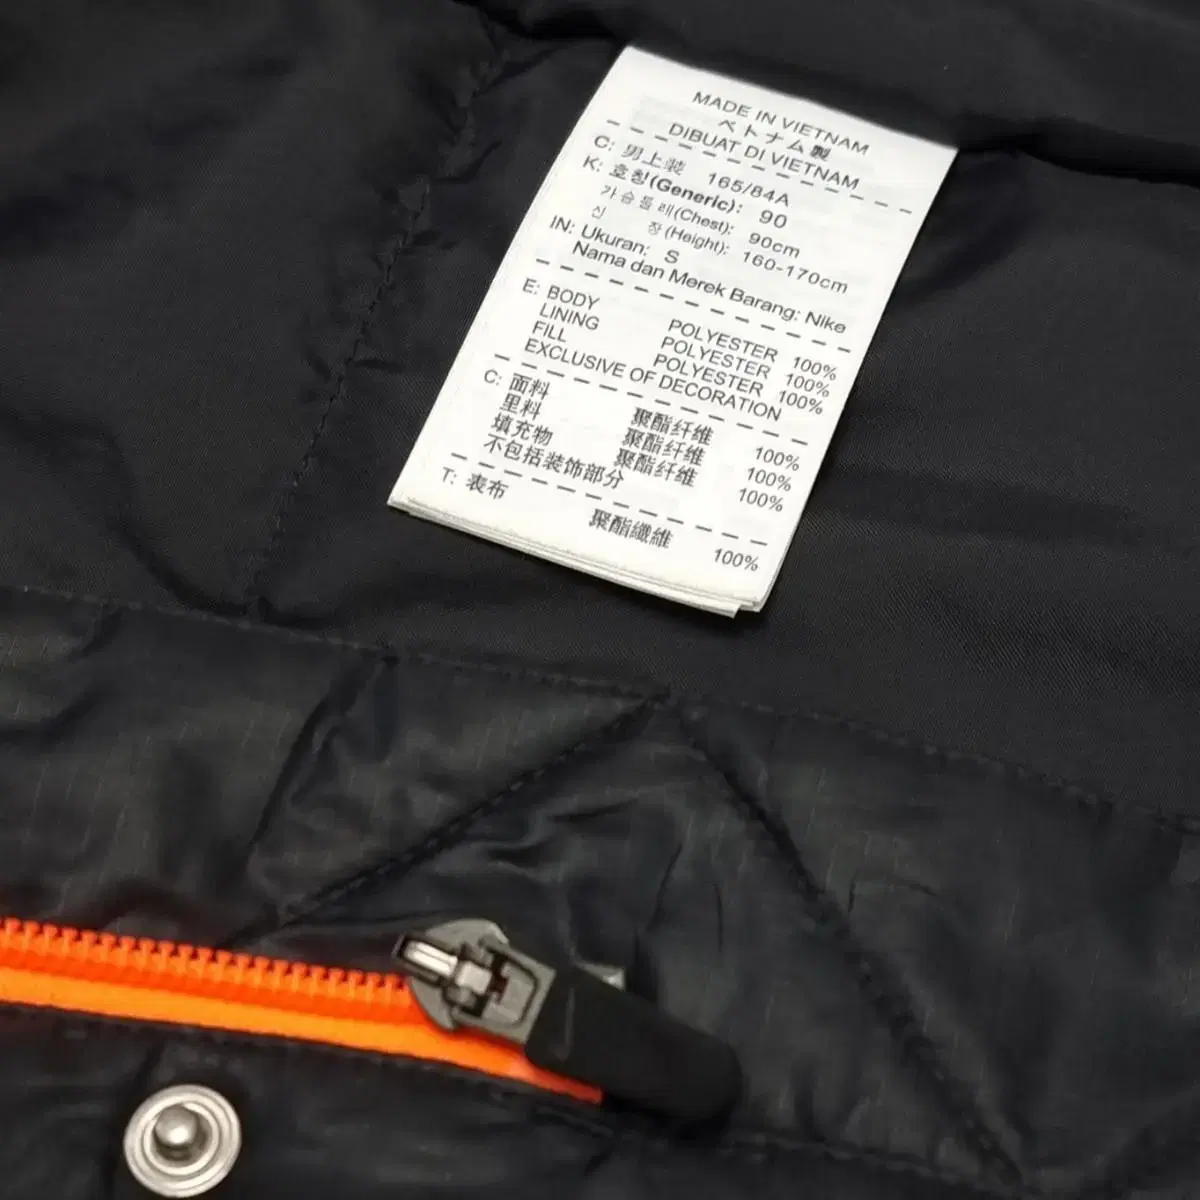 MADE IN VIETNAM
ベトナム製
DIBUAT DI VIETNAM
C: 男上装 165/84A
K: 호칭(Generic): 90
가슴둘레(Chest): 90cm
신 장(Height): 160-170cm
IN: Ukuran: S
Nama dan Merek Barang: Nike
E: BODY POLYESTER 100%
LINING POLYESTER 100%
FILL POLYESTER 100%
EXCLUSIVE OF DECORATION
C: 面料 聚酯纤维 100%
里料 聚酯纤维 100%
填充物 聚酯纤维 100%
不包括装饰部分
T: 表布 聚酯纖維 100%